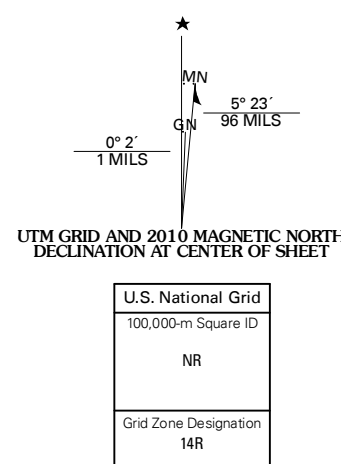 MN
5° 23´
96 MILS
GN
0° 2´
1 MILS
UTM GRID AND 2010 MAGNETIC NORTH
DECLINATION AT CENTER OF SHEET
U.S. National Grid
100,000-m Square ID
NR
Grid Zone Designation
14R